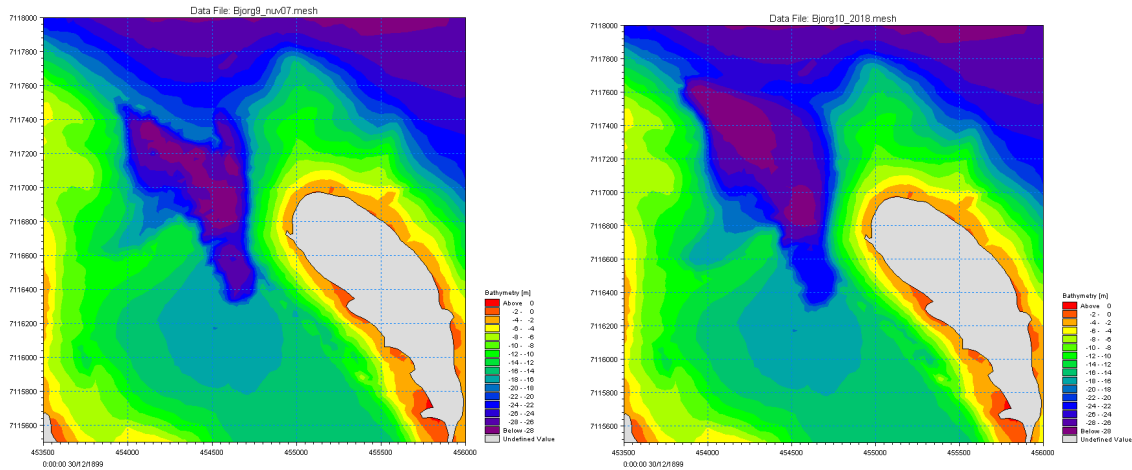 Data File: Bjorg9_nuv07.mesh
7118000
7117800
7117600
7117400
7117200
7117000
7116800
7116600
7116400
7116200
7116000
7115800
7115600
453500
454000
454500
455000
455500
456000
0:00:00 30/12/1899
Bathymetry [m]
Above 0
-2 - 0
-4 - -2
-6 - -4
-8 - -6
-10 - -8
-12 - -10
-14 - -12
-16 - -14
-18 - -16
-20 - -18
-22 - -20
-24 - -22
-26 - -24
-28 - -26
Below -28
Undefined Value
Data File: Bjorg10_2018.mesh
7118000
7117800
7117600
7117400
7117200
7117000
7116800
7116600
7116400
7116200
7116000
7115800
7115600
453500
454000
454500
455000
455500
456000
0:00:00 30/12/1899
Bathymetry [m]
Above 0
-2 - 0
-4 - -2
-6 - -4
-8 - -6
-10 - -8
-12 - -10
-14 - -12
-16 - -14
-18 - -16
-20 - -18
-22 - -20
-24 - -22
-26 - -24
-28 - -26
Below -28
Undefined Value